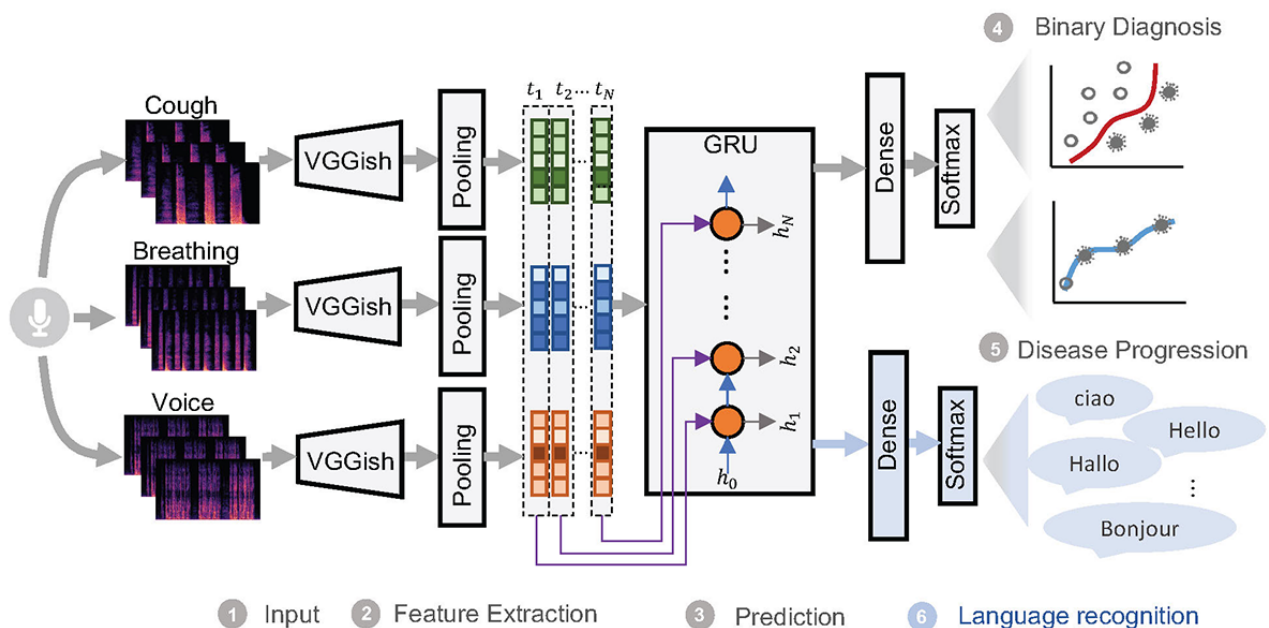 4 Binary Diagnosis
Cough
VGGish
Pooling
t₁ t₂... t_N
GRU
Dense
Softmax
h_N
Breathing
VGGish
Pooling
h₂
h₁
h₀
5 Disease Progression
Voice
VGGish
Pooling
Dense
Softmax
ciao
Hello
Hallo
Bonjour
1 Input
2 Feature Extraction
3 Prediction
6 Language recognition